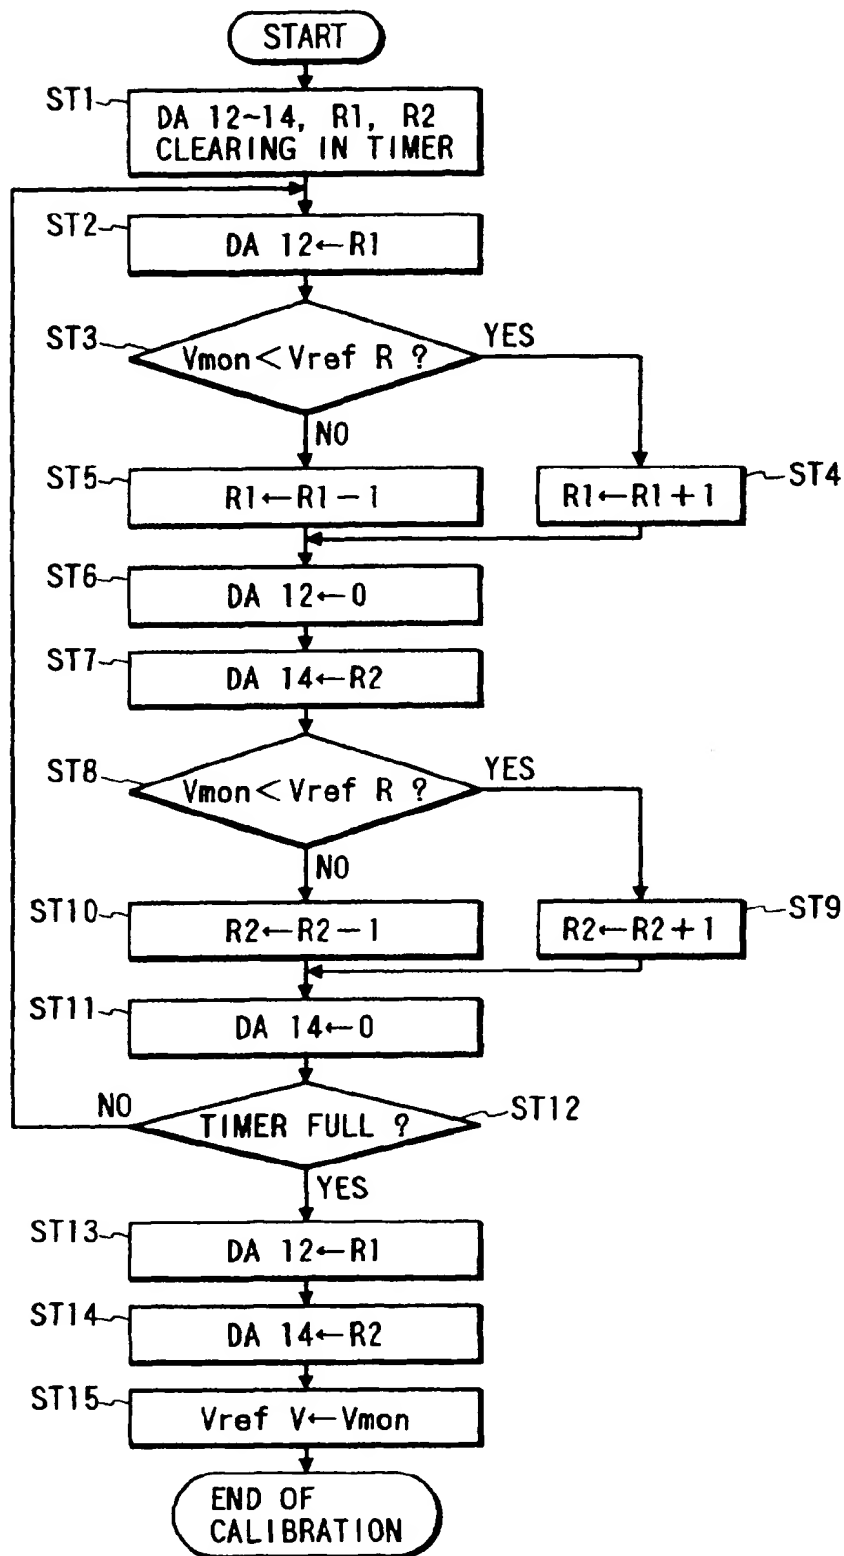 START
ST1
DA 12~14, R1, R2
CLEARING IN TIMER
ST2
DA 12←R1
ST3
Vmon<Vref R ?
YES
NO
ST5
R1←R1-1
R1←R1+1
ST4
ST6
DA 12←0
ST7
DA 14←R2
ST8
Vmon<Vref R ?
YES
NO
ST10
R2←R2-1
R2←R2+1
ST9
ST11
DA 14←0
NO
TIMER FULL ?
ST12
YES
ST13
DA 12←R1
ST14
DA 14←R2
ST15
Vref V←Vmon
END OF
CALIBRATION